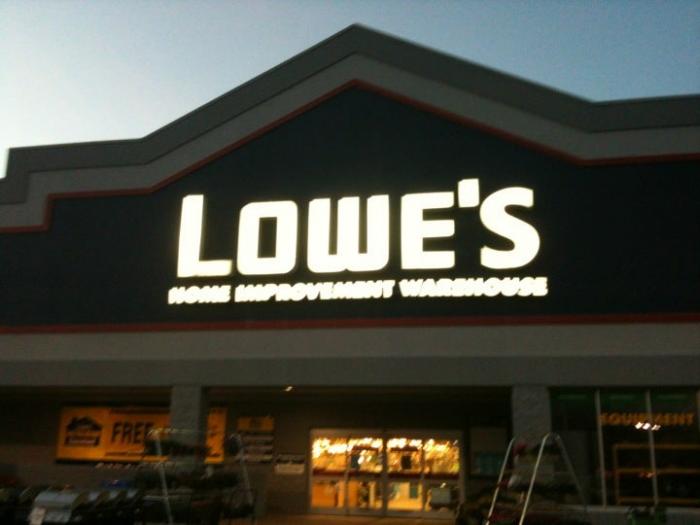 LOWE'S
HOME IMPROVEMENT WAREHOUSE
FREE
EQUIPMENT